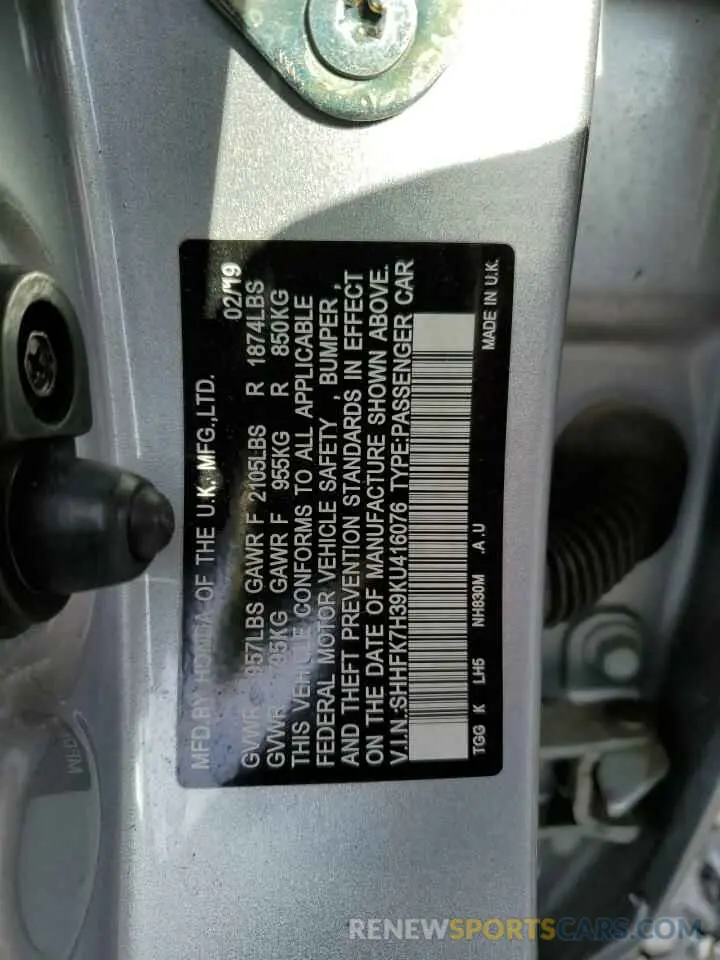 MFD.BY HONDA OF THE U.K. MFG.,LTD. 02/19
GVWR GAWR F 2105LBS R 1874LBS
GVWR GAWR F 955KG R 850KG
THIS VEHICLE CONFORMS TO ALL APPLICABLE
FEDERAL MOTOR VEHICLE SAFETY , BUMPER ,
AND THEFT PREVENTION STANDARDS IN EFFECT
ON THE DATE OF MANUFACTURE SHOWN ABOVE.
V.I.N.:SHHFK7H39KU416076 TYPE:PASSENGER CAR
TGG K LH5 NH830M .A.U MADE IN U.K.
RENEWSPORTSCARS.COM